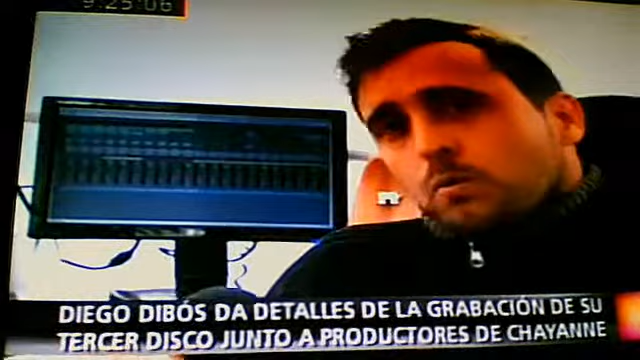 9:25:06
DIEGO DIBÓS DA DETALLES DE LA GRABACIÓN DE SU
TERCER DISCO JUNTO A PRODUCTORES DE CHAYANNE